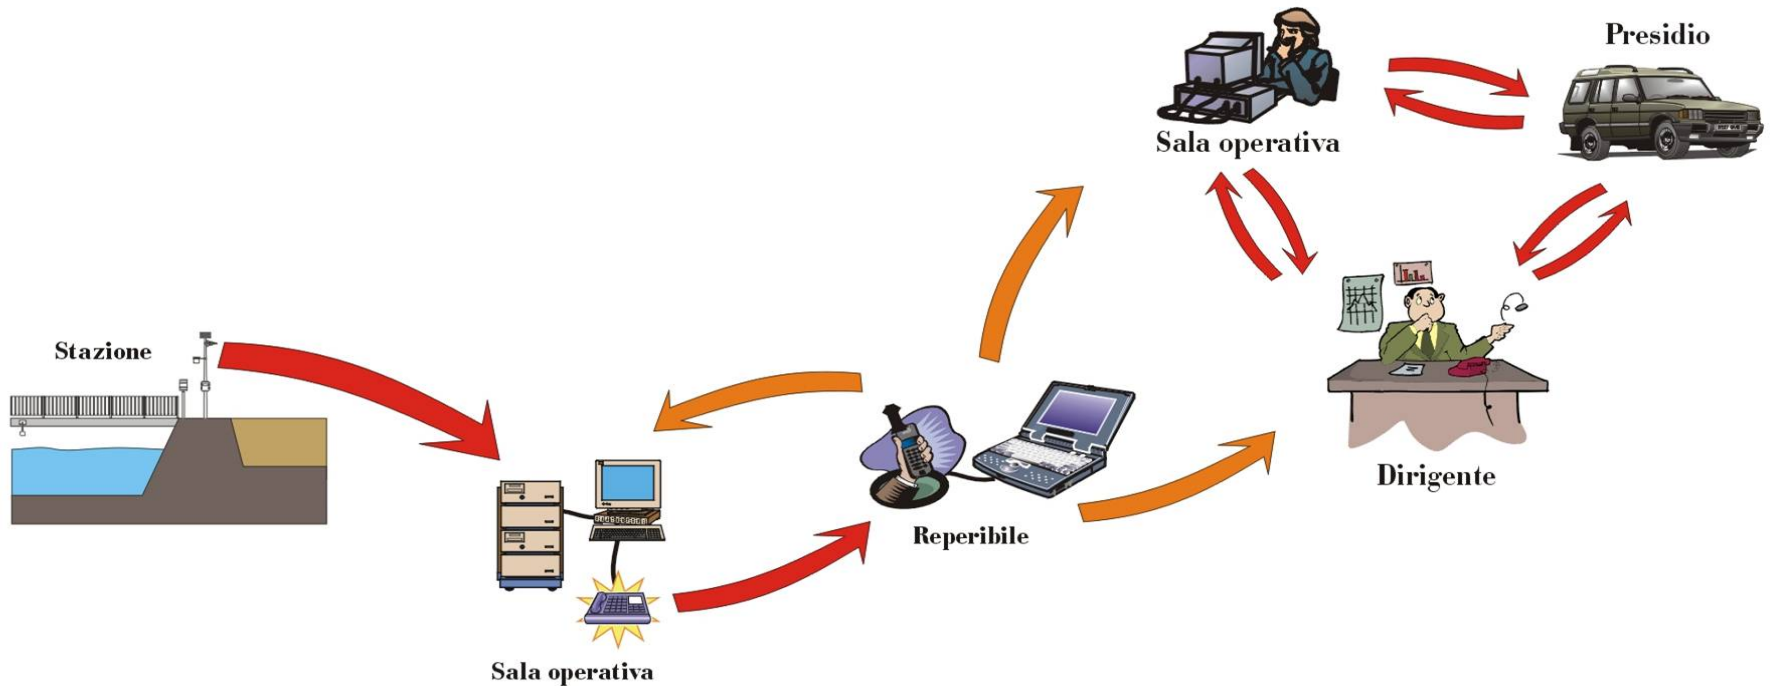 Presidio
Sala operativa
Stazione
Dirigente
Reperibile
Sala operativa